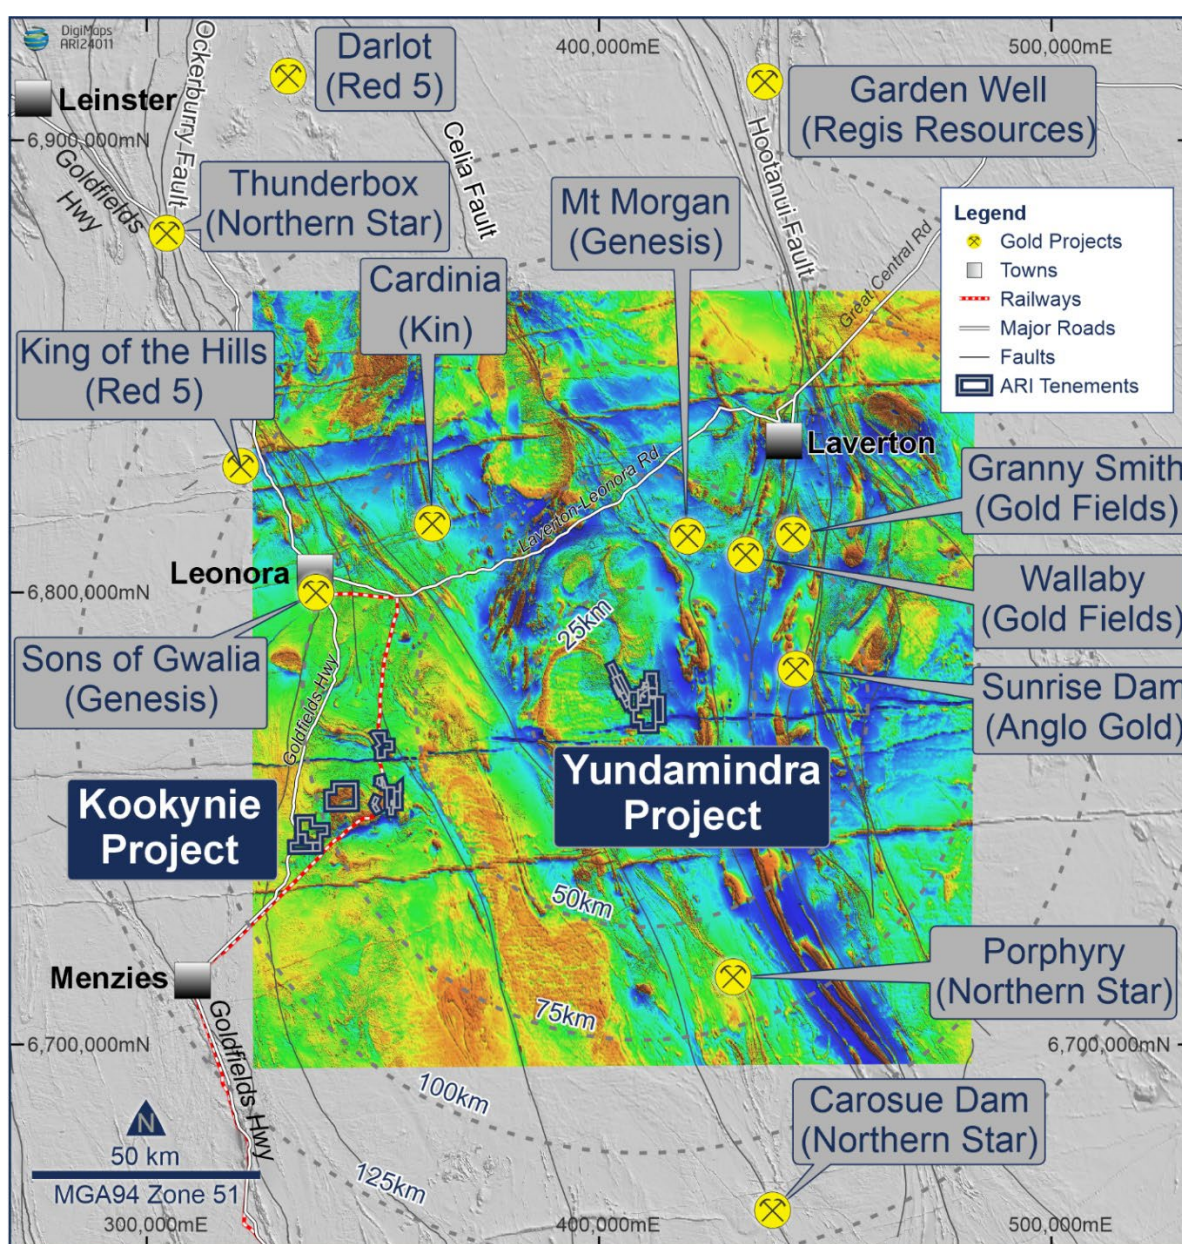 DigiMaps
ARI24011
Ockerburry Fault
Darlot
(Red 5)
400,000mE
500,000mE
Leinster
Garden Well
(Regis Resources)
6,900,000mN
Goldfields
Hwy
Celia Fault
Hootanui Fault
Thunderbox
(Northern Star)
Mt Morgan
(Genesis)
Great Central Rd
Legend
Gold Projects
Towns
Railways
Major Roads
Faults
ARI Tenements
Cardinia
(Kin)
King of the Hills
(Red 5)
Laverton
Laverton-Leonora Rd
Granny Smith
(Gold Fields)
Leonora
6,800,000mN
Wallaby
(Gold Fields)
25km
Sons of Gwalia
(Genesis)
Goldfields Hwy
Sunrise Dam
(Anglo Gold)
Yundamindra
Project
Kookynie
Project
50km
Porphyry
(Northern Star)
Menzies
75km
Goldfields Hwy
6,700,000mN
6,700,000mN
100km
Carosue Dam
(Northern Star)
N
50 km
125km
MGA94 Zone 51
300,000mE
400,000mE
500,000mE